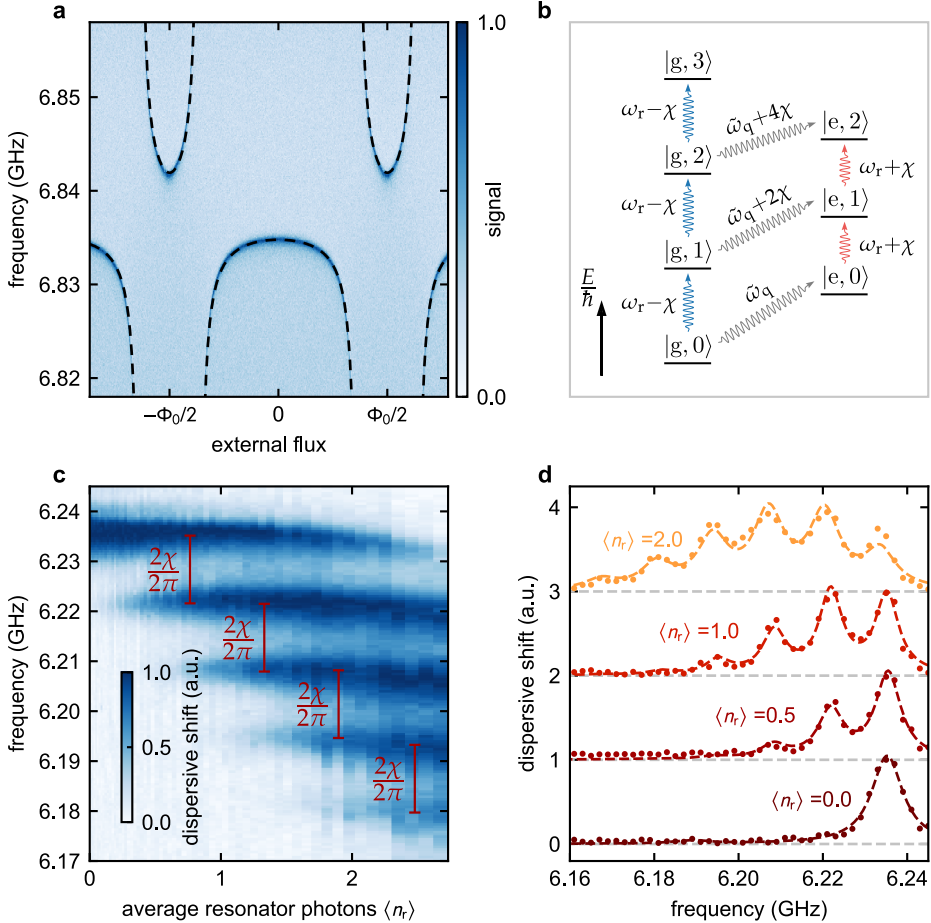 a
frequency (GHz)
6.85
6.84
6.83
6.82
−Φ₀/2
0
Φ₀/2
external flux
1.0
signal
0.0
b
|g, 3⟩
ωᵣ−χ
ω̃_q+4χ
|e, 2⟩
|g, 2⟩
ωᵣ+χ
ωᵣ−χ
ω̃_q+2χ
|e, 1⟩
|g, 1⟩
ωᵣ+χ
E/ħ
ωᵣ−χ
ω̃_q
|e, 0⟩
|g, 0⟩
c
frequency (GHz)
6.24
6.23
6.22
6.21
6.20
6.19
6.18
6.17
2χ
2π
2χ
2π
2χ
2π
2χ
2π
1.0
0.5
0.0
dispersive shift (a.u.)
0
1
2
average resonator photons ⟨nᵣ⟩
d
dispersive shift (a.u.)
4
3
2
1
0
⟨nᵣ⟩ =2.0
⟨nᵣ⟩ =1.0
⟨nᵣ⟩ =0.5
⟨nᵣ⟩ =0.0
6.16
6.18
6.20
6.22
6.24
frequency (GHz)